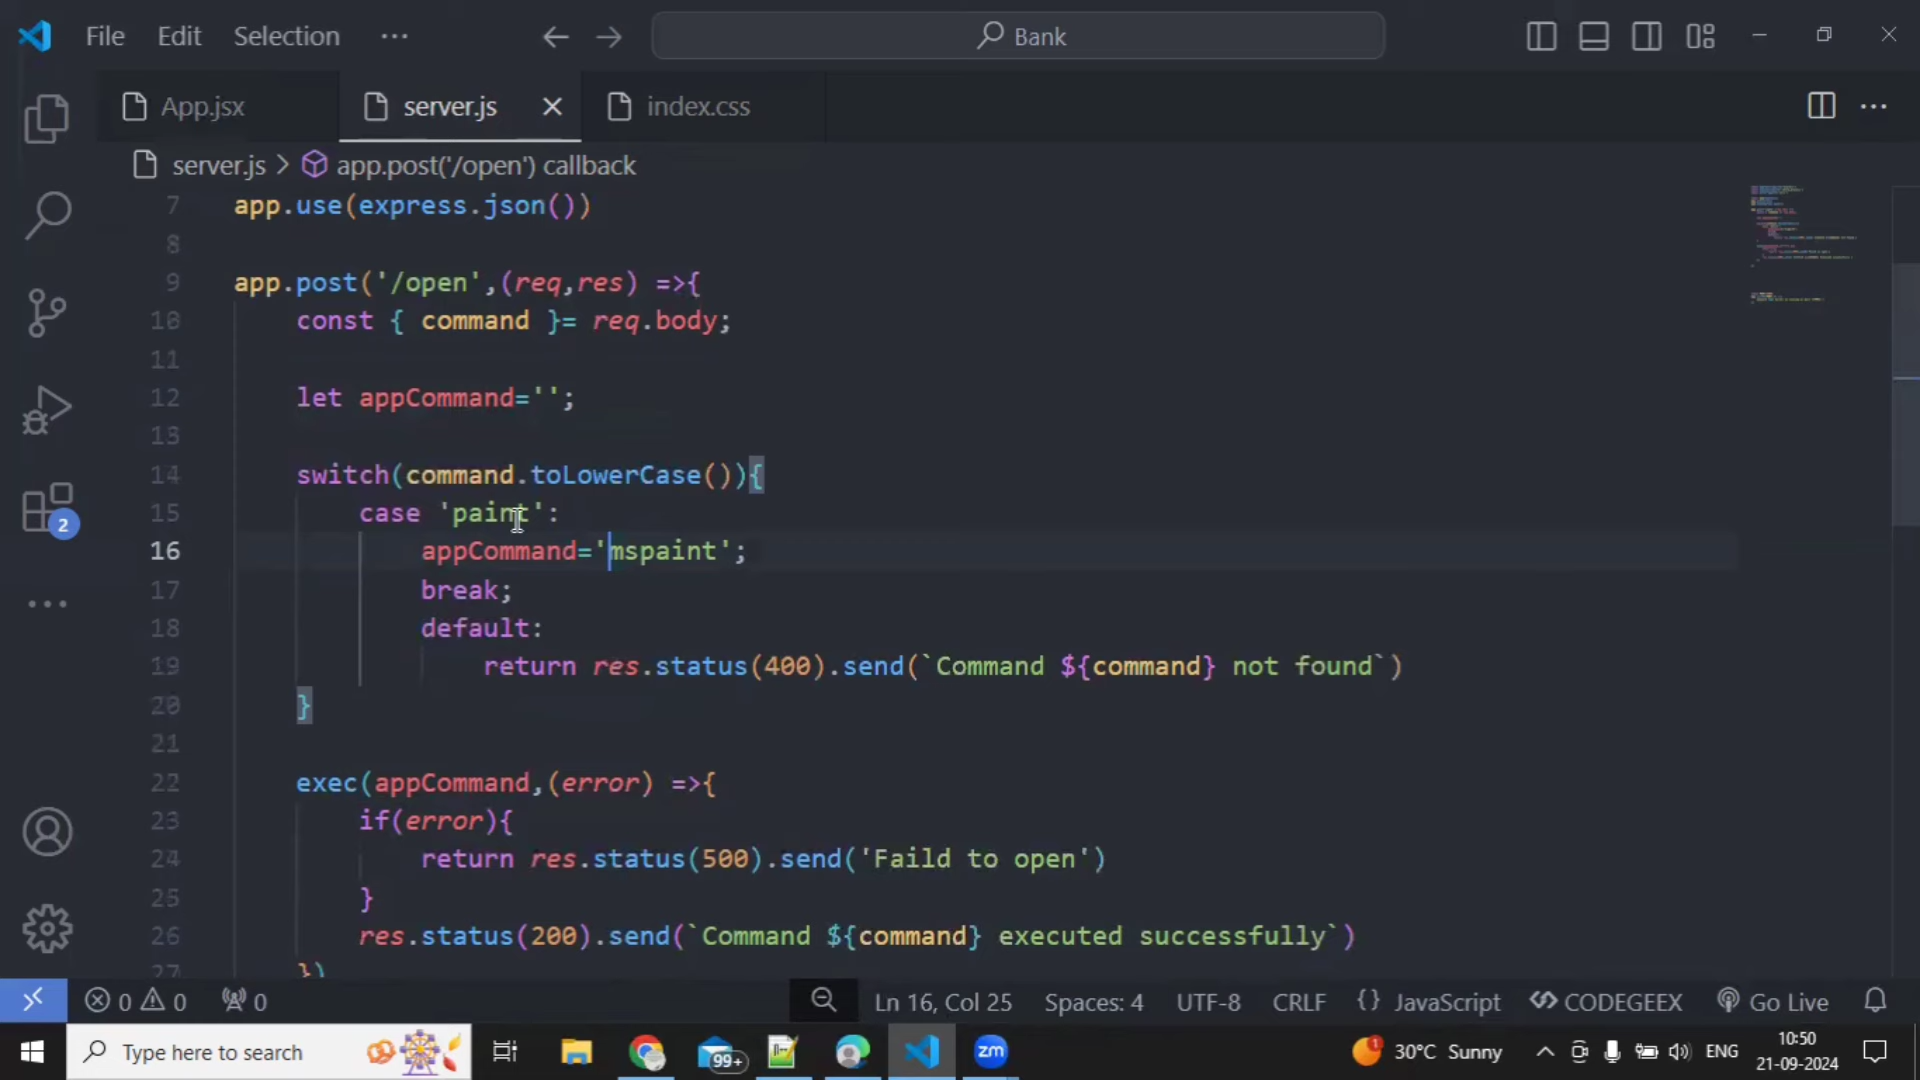 File Edit Selection ··· Bank
App.jsx server.js index.css ···
server.js > app.post('/open') callback
7 app.use(express.json())
8
9 app.post('/open',(req,res) =>{
10 const { command }= req.body;
11
12 let appCommand='';
13
14 switch(command.toLowerCase()){
15 case 'paint':
16 appCommand='mspaint';
17 break;
18 default:
19 return res.status(400).send(`Command ${command} not found`)
20 }
21
22 exec(appCommand,(error) =>{
23 if(error){
24 return res.status(500).send('Faild to open')
25 }
26 res.status(200).send(`Command ${command} executed successfully`)
27 })
2
0 0 0 Ln 16, Col 25 Spaces: 4 UTF-8 CRLF {} JavaScript CODEGEEX Go Live
Type here to search 99+ zm 30°C Sunny ENG 10:50
21-09-2024